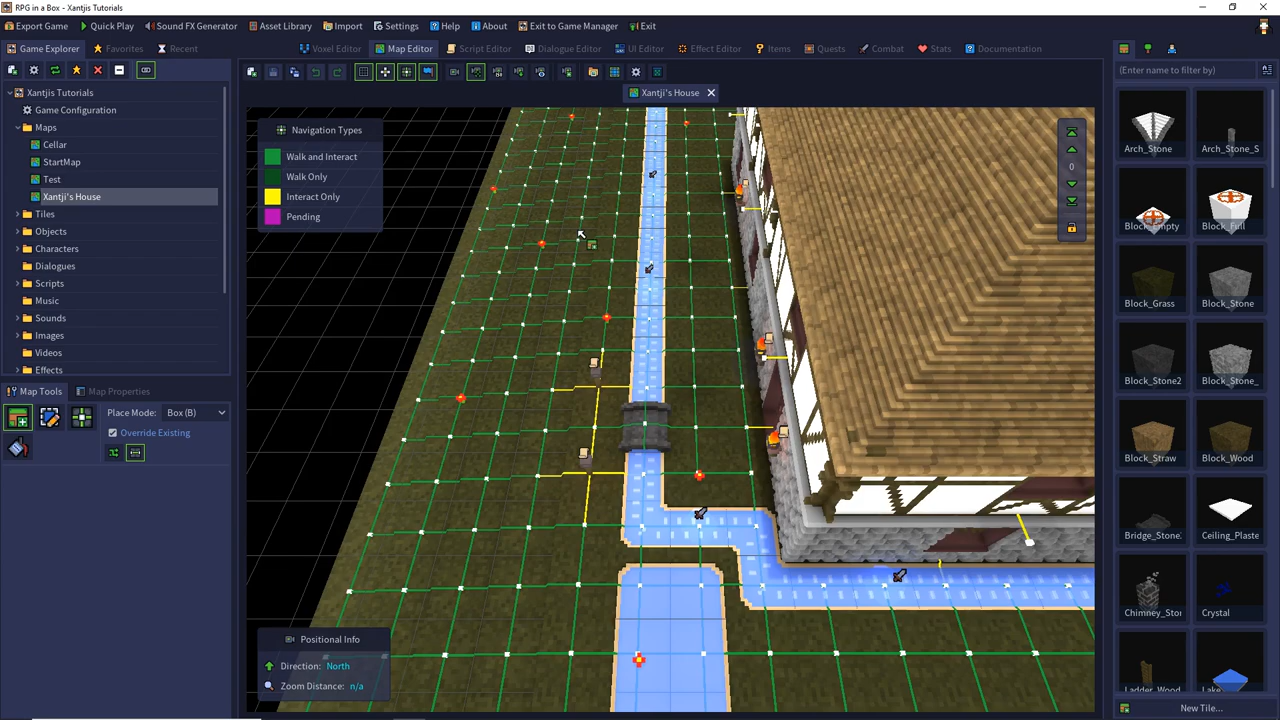 RPG in a Box - Xantjis Tutorials
Export Game Quick Play Sound FX Generator Asset Library Import Settings Help About Exit to Game Manager Exit
Game Explorer Favorites Recent Voxel Editor Map Editor Script Editor Dialogue Editor UI Editor Effect Editor Items Quests Combat Stats Documentation
(Enter name to filter by)
Xantji's House
Xantjis Tutorials
Game Configuration
Maps
Cellar
StartMap
Test
Xantji's House
Tiles
Objects
Characters
Dialogues
Scripts
Music
Sounds
Images
Videos
Effects
Map Tools Map Properties
Place Mode: Box (B)
Override Existing
Navigation Types
Walk and Interact
Walk Only
Interact Only
Pending
0
Positional Info
Direction: North
Zoom Distance: n/a
Arch_Stone Arch_Stone_S
Block_Empty Block_Full
Block_Grass Block_Stone
Block_Stone2 Block_Stone_
Block_Straw Block_Wood
Bridge_Stone. Ceiling_Plaste
Chimney_Stor Crystal
Ladder_Wood Lake
New Tile...